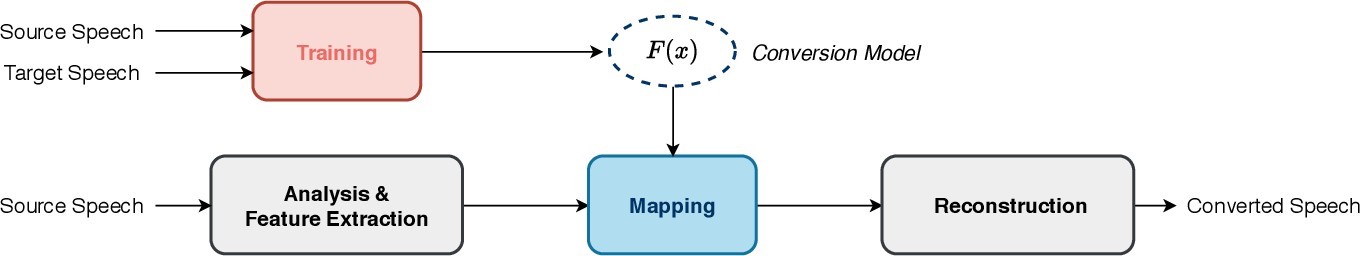 Source Speech
Target Speech
Training
F(x)
Conversion Model
Source Speech
Analysis &
Feature Extraction
Mapping
Reconstruction
Converted Speech